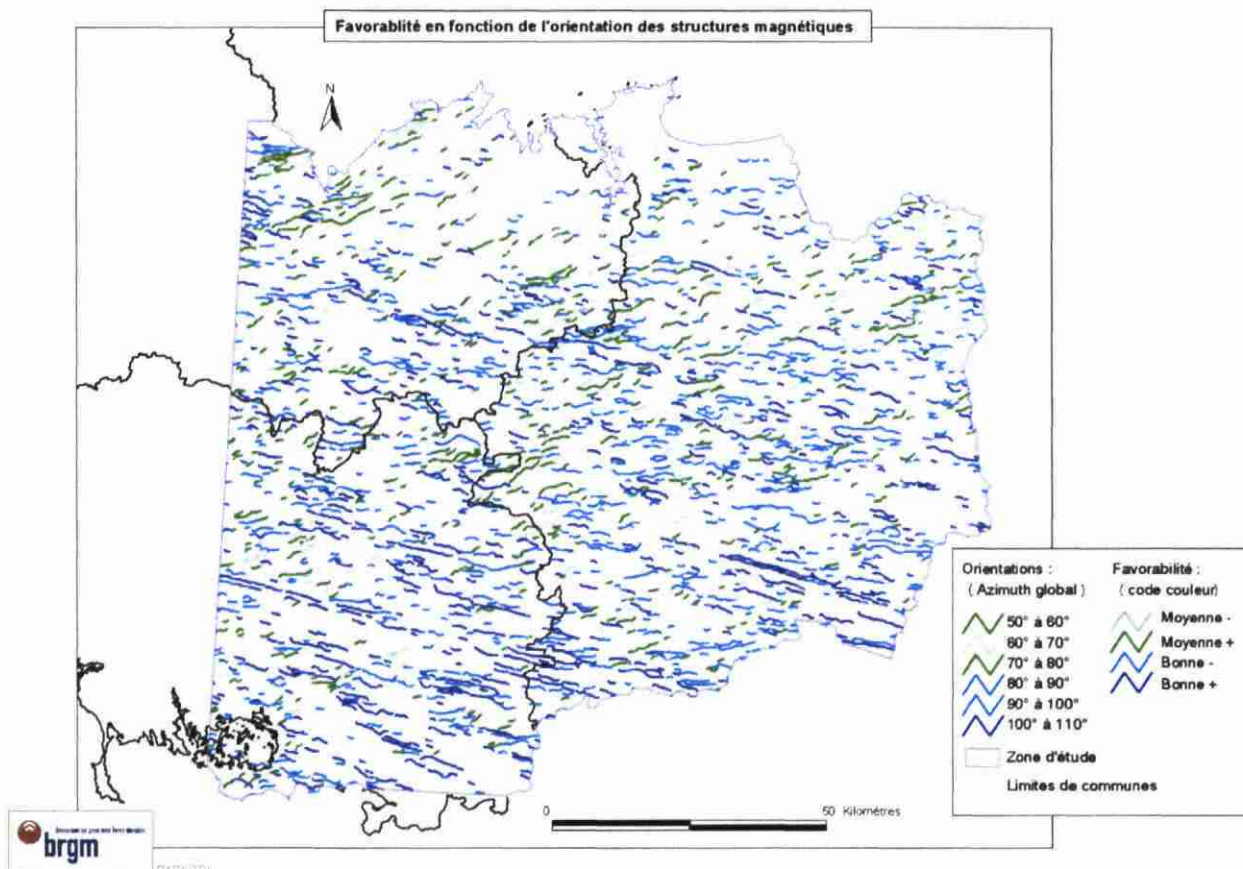 Favorablité en fonction de l'orientation des structures magnétiques
N
Orientations :
( Azimuth global )
50° à 60°
60° à 70°
70° à 80°
80° à 90°
90° à 100°
100° à 110°
Zone d'étude
Limites de communes
Favorabilité :
( code couleur)
Moyenne -
Moyenne +
Bonne -
Bonne +
0
50 Kilomètres
brgm